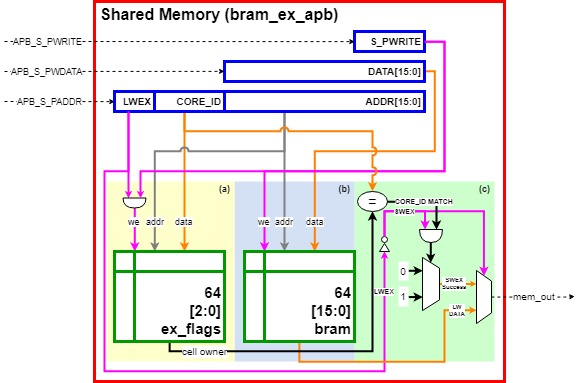 Shared Memory (bram_ex_apb)
APB_S_PWRITE
S_PWRITE
APB_S_PWDATA
DATA[15:0]
APB_S_PADDR
LWEX
CORE_ID
ADDR[15:0]
(a)
(b)
(c)
=
CORE_ID MATCH
SWEX
we
addr
data
we
addr
data
LWEX
0
1
SWEX
Success
LW
DATA
mem_out
64
[2:0]
ex_flags
64
[15:0]
bram
cell owner